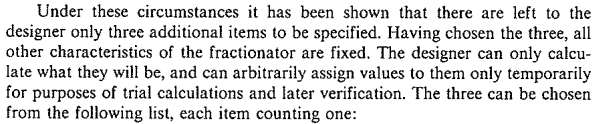 Under these circumstances it has been shown that there are left to the
designer only three additional items to be specified. Having chosen the three, all
other characteristics of the fractionator are fixed. The designer can only calcu-
late what they will be, and can arbitrarily assign values to them only temporarily
for purposes of trial calculations and later verification. The three can be chosen
from the following list, each item counting one: